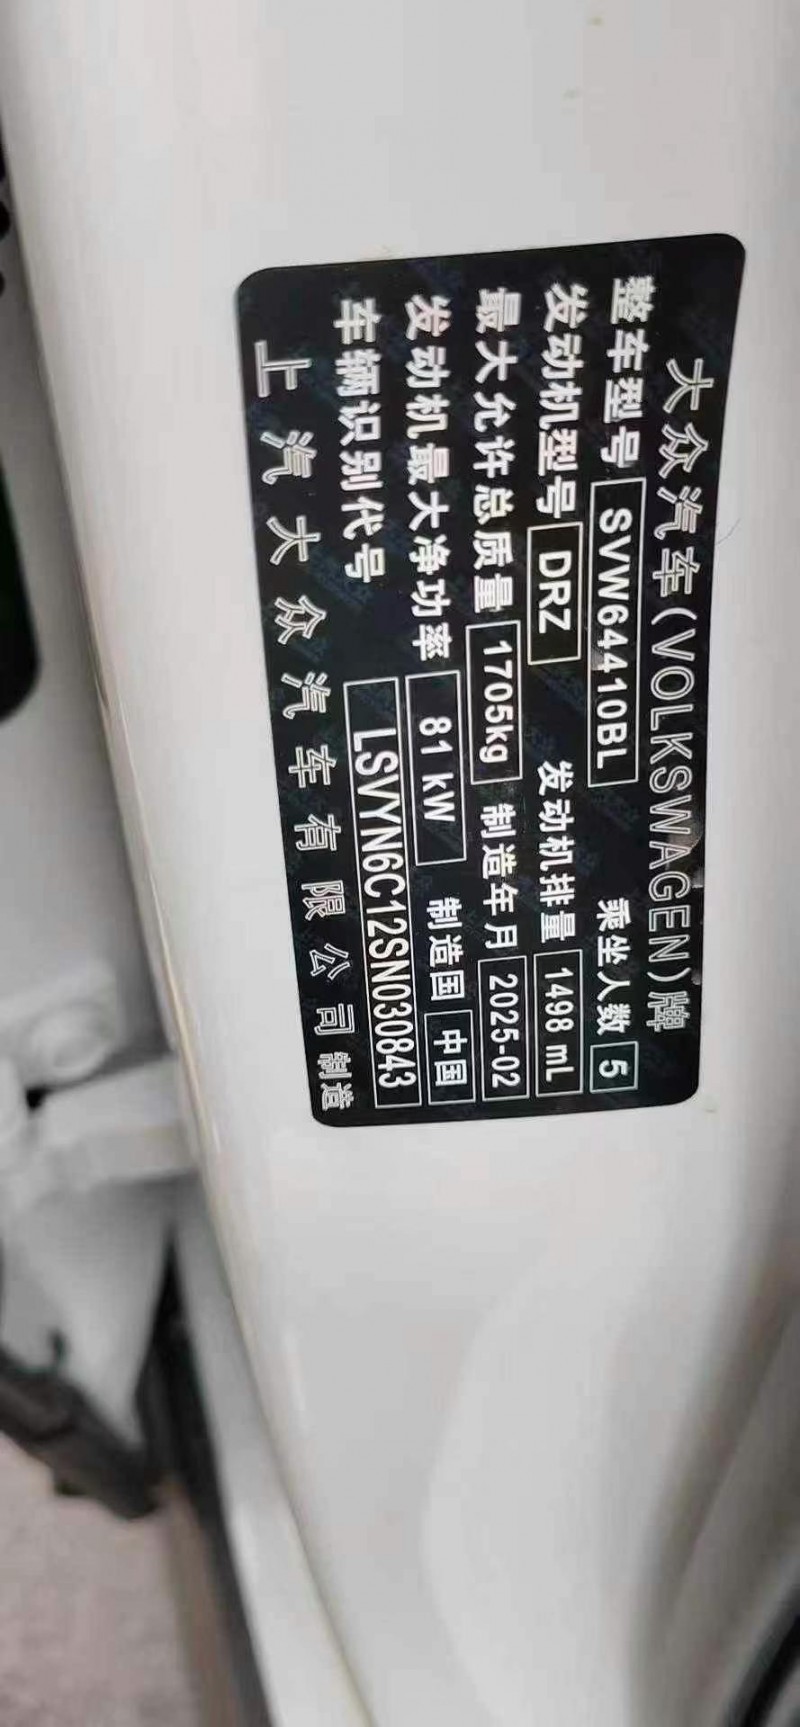 大众汽车(VOLKSWAGEN)牌
整车型号 SVW64410BL 乘坐人数 5
发动机型号 DRZ 发动机排量 1498 mL
最大允许总质量 1705kg 制造年月 2025-02
发动机最大净功率 81 kW 制造国 中国
车辆识别代号 LSVYN6C12SN030843
上汽大众汽车有限公司 制造